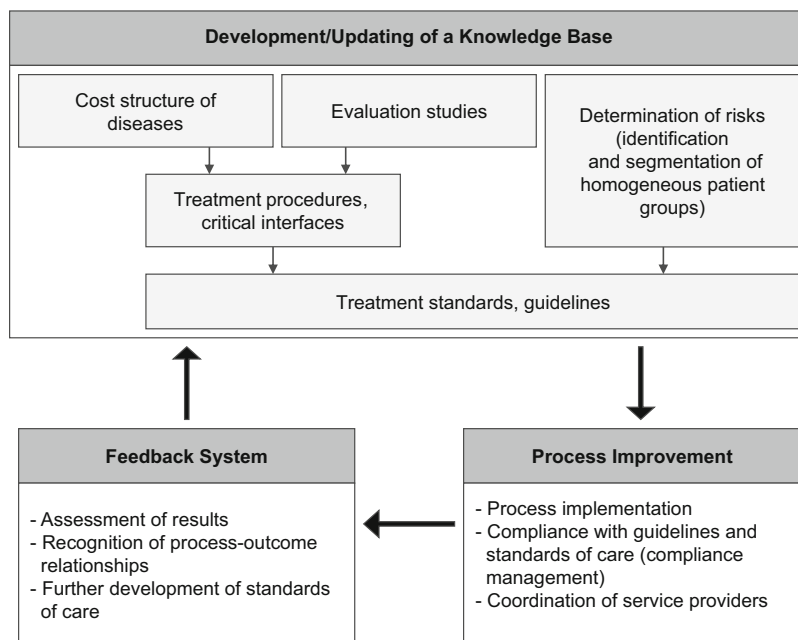 Development/Updating of a Knowledge Base
Cost structure of
diseases
Evaluation studies
Determination of risks
(identification
and segmentation of
homogeneous patient
groups)
Treatment procedures,
critical interfaces
Treatment standards, guidelines
Feedback System
- Assessment of results
- Recognition of process-outcome
relationships
- Further development of standards
of care
Process Improvement
- Process implementation
- Compliance with guidelines and
standards of care (compliance
management)
- Coordination of service providers